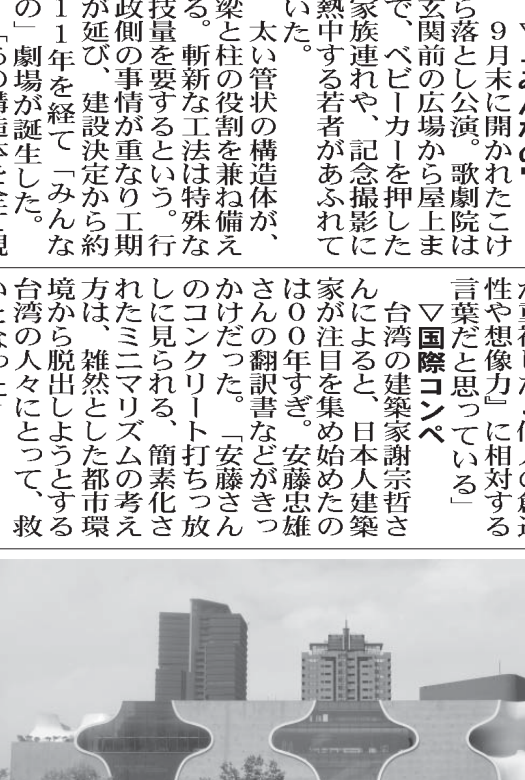 ９月末に開かれたこけ
ら落とし公演。歌劇院は
玄関前の広場から屋上ま
で、ベビーカーを押した
家族連れや、記念撮影に
熱中する若者があふれて
いた。
太い管状の構造体が、
梁と柱の役割を兼ね備え
る。斬新な工法は特殊な
技量を要するという。行
政側の事情が重なり工期
が延び、建設決定から約
11年を経て「みんな
の」劇場が誕生した。
性や想像力』に相対する
言葉だと思っている」
▽国際コンペ
台湾の建築家謝宗哲さ
んによると、日本人建築
家が注目を集め始めたの
は００年すぎ。安藤忠雄
さんの翻訳書などがきっ
かけだった。「安藤さん
のコンクリート打ちっ放
しに見られる、簡素化さ
れたミニマリズムの考え
方は、雑然とした都市環
境から脱出しようとする
台湾の人々にとって、救